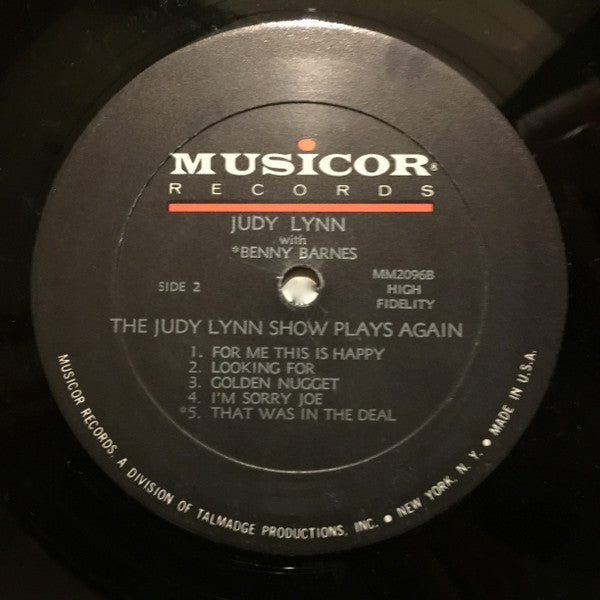 MUSICOR®
RECORDS
JUDY LYNN
with
*BENNY BARNES
SIDE 2
MM2096B
HIGH
FIDELITY
THE JUDY LYNN SHOW PLAYS AGAIN
1. FOR ME THIS IS HAPPY
2. LOOKING FOR
3. GOLDEN NUGGET
4. I'M SORRY JOE
*5. THAT WAS IN THE DEAL
MUSICOR RECORDS, A DIVISION OF TALMADGE PRODUCTIONS, INC. • NEW YORK, N. Y. • MADE IN U.S.A.